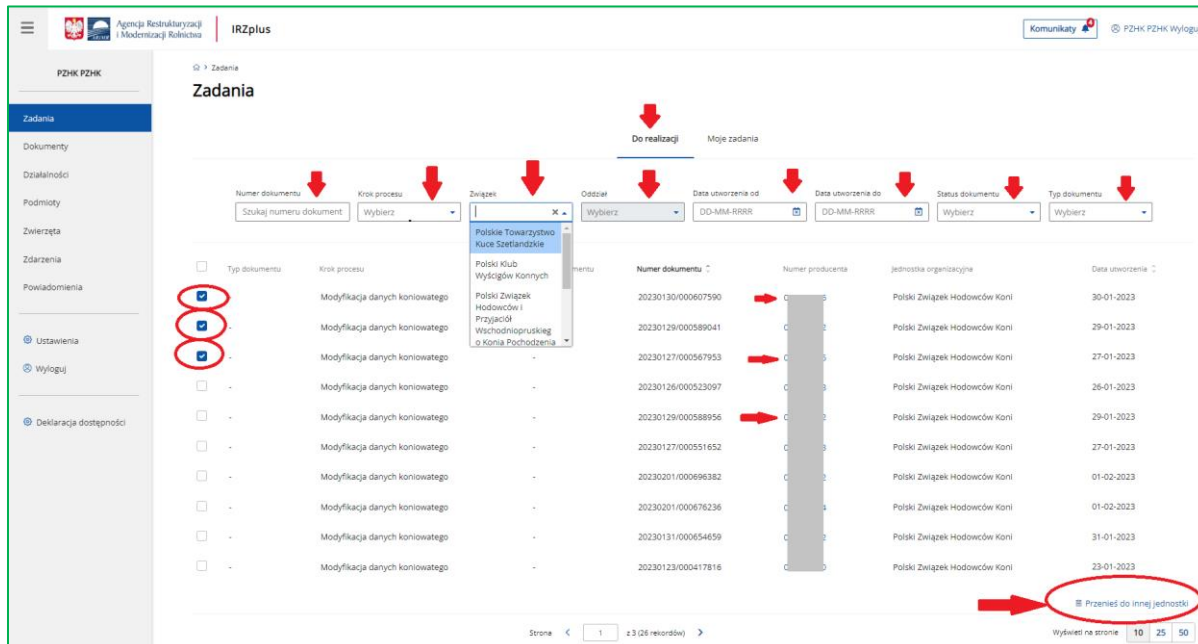 Agencja Restrukturyzacji
i Modernizacji Rolnictwa
IRZplus
Komunikaty 4
PZHK PZHK Wylogu
PZHK PZHK
Zadania
Dokumenty
Działalności
Podmioty
Zwierzęta
Zdarzenia
Powiadomienia
Ustawienia
Wyloguj
Deklaracja dostępności
> Zadania
Zadania
Do realizacji Moje zadania
Numer dokumentu Krok procesu Związek Oddział Data utworzenia od Data utworzenia do Status dokumentu Typ dokumentu
Szukaj numeru dokument Wybierz Wybierz DD-MM-RRRR DD-MM-RRRR Wybierz Wybierz
Polskie Towarzystwo
Kuce Szetlandzkie
Polski Klub
Wyścigów Konnych
Polski Związek
Hodowców i
Przyjaciół
Wschodniopruskieg
o Konia Pochodzenia
Typ dokumentu Krok procesu mentu Numer dokumentu Numer producenta Jednostka organizacyjna Data utworzenia
Modyfikacja danych koniowatego 20230130/000607590 Polski Związek Hodowców Koni 30-01-2023
- Modyfikacja danych koniowatego 20230129/000589041 Polski Związek Hodowców Koni 29-01-2023
- Modyfikacja danych koniowatego - 20230127/000567953 Polski Związek Hodowców Koni 27-01-2023
- Modyfikacja danych koniowatego - 20230126/000523097 Polski Związek Hodowców Koni 26-01-2023
- Modyfikacja danych koniowatego - 20230129/000588956 Polski Związek Hodowców Koni 29-01-2023
- Modyfikacja danych koniowatego - 20230127/000551652 Polski Związek Hodowców Koni 27-01-2023
- Modyfikacja danych koniowatego - 20230201/000696382 Polski Związek Hodowców Koni 01-02-2023
- Modyfikacja danych koniowatego - 20230201/000676236 Polski Związek Hodowców Koni 01-02-2023
- Modyfikacja danych koniowatego - 20230131/000654659 Polski Związek Hodowców Koni 31-01-2023
- Modyfikacja danych koniowatego - 20230123/000417816 Polski Związek Hodowców Koni 23-01-2023
Przenieś do innej jednostki
Strona < 1 z 3 (26 rekordów) > Wyświetl na stronie 10 25 50